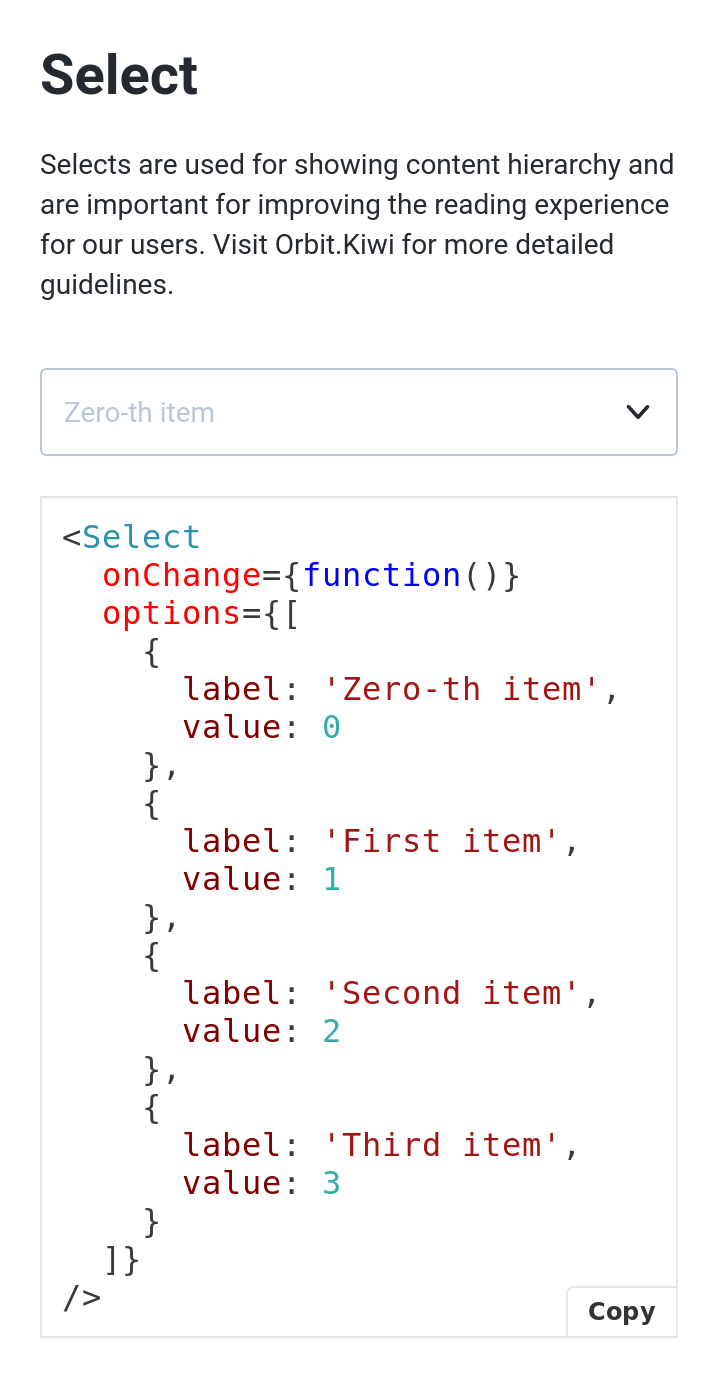 Select
Selects are used for showing content hierarchy and
are important for improving the reading experience
for our users. Visit Orbit.Kiwi for more detailed
guidelines.
Zero-th item
<Select
  onChange={function()}
  options={[
    {
      label: 'Zero-th item',
      value: 0
    },
    {
      label: 'First item',
      value: 1
    },
    {
      label: 'Second item',
      value: 2
    },
    {
      label: 'Third item',
      value: 3
    }
  ]}
/>
Copy